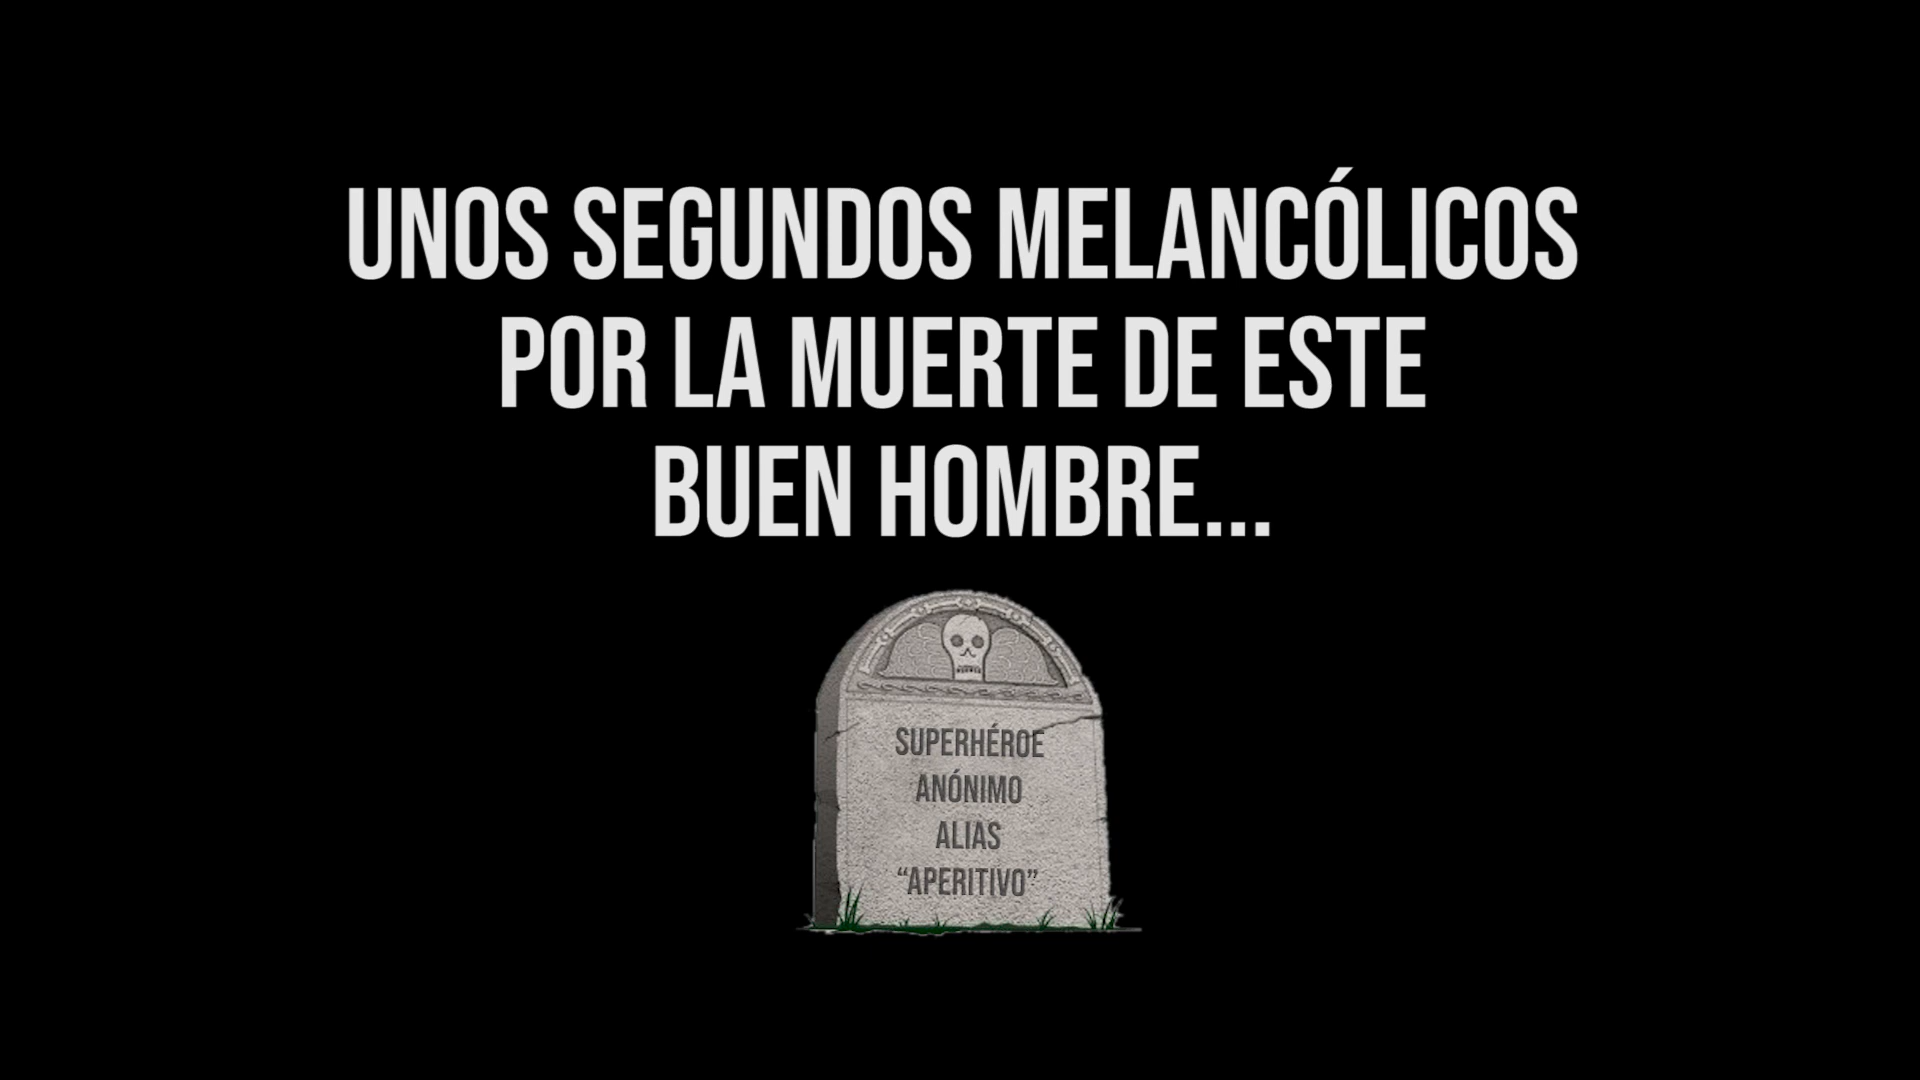 UNOS SEGUNDOS MELANCÓLICOS
POR LA MUERTE DE ESTE
BUEN HOMBRE...
SUPERHÉROE
ANÓNIMO
ALIAS
“APERITIVO”